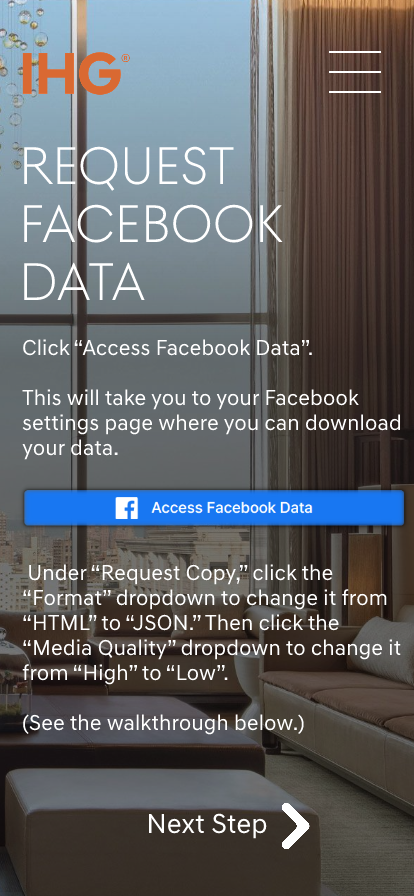 IHG®
REQUEST
FACEBOOK
DATA
Click “Access Facebook Data”.
This will take you to your Facebook
settings page where you can download
your data.
Access Facebook Data
Under “Request Copy,” click the
“Format” dropdown to change it from
“HTML” to “JSON.” Then click the
“Media Quality” dropdown to change it
from “High” to “Low”.
(See the walkthrough below.)
Next Step